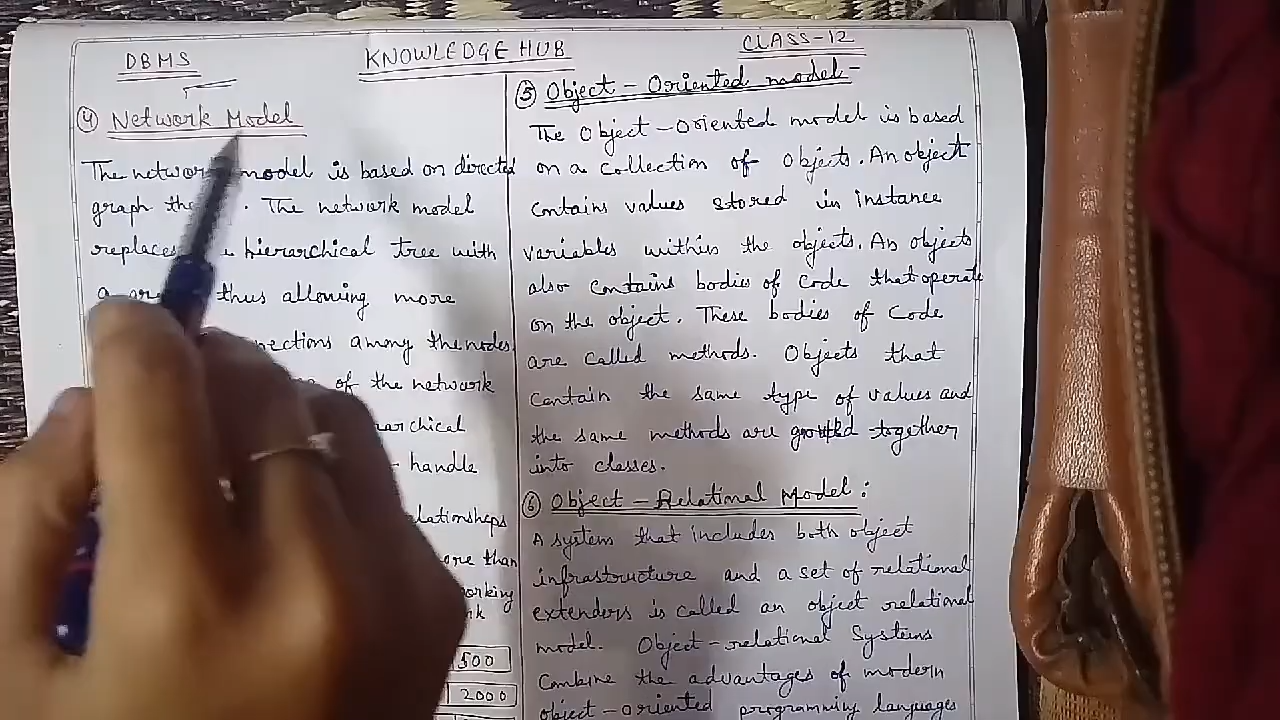 DBMS
KNOWLEDGE HUB
CLASS-12
④ Network Model
The network model is based on directed
graph the . The network model
replaces hierarchical tree with
thus allowing more
nections among the nodes.
of the network
archical
handle
elationships
ore than
orking
500
2000
⑤ Object - Oriented model-
The Object-oriented model is based
on a collection of Objects. An object
contains values stored in instance
variables within the objects. An objects
also contains bodies of code that operate
on the object. These bodies of code
are called methods. Objects that
contain the same type of values and
the same methods are together
into classes.
⑥ Object - Relational Model:
A system that includes both object
infrastructure and a set of relational
extenders is called an object relational
model. Object-relational Systems
Combine the advantages of modern
object-oriented programming languages